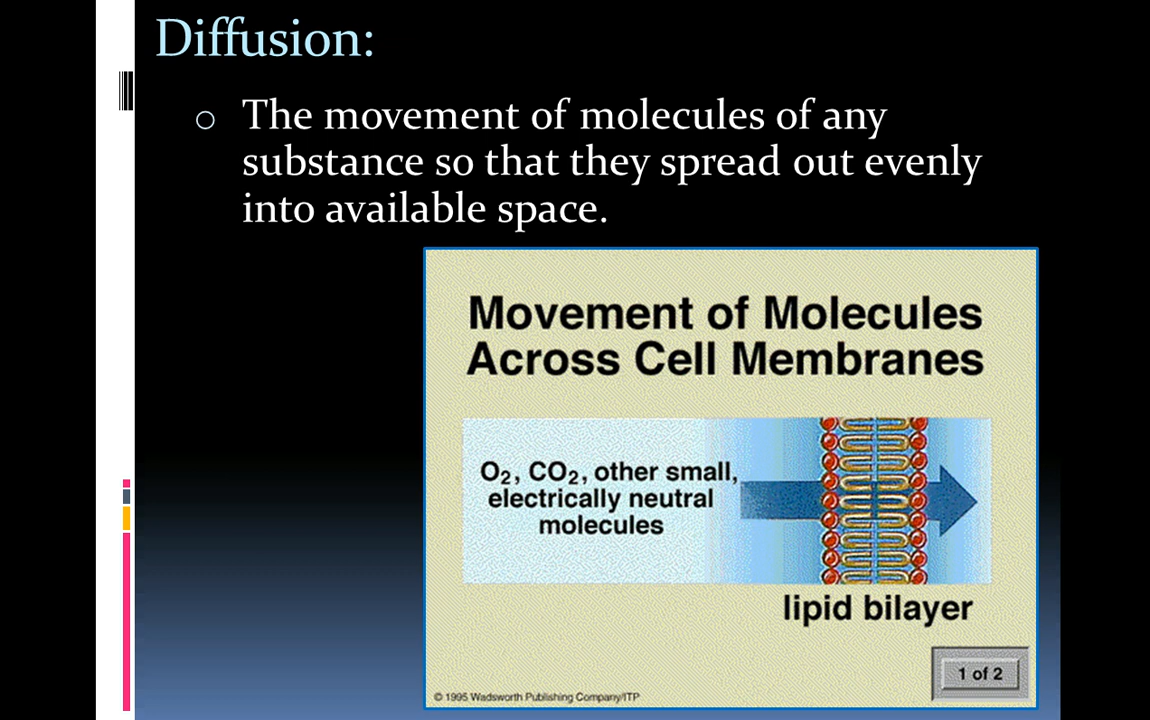 Diffusion:
o The movement of molecules of any
substance so that they spread out evenly
into available space.
Movement of Molecules
Across Cell Membranes
O₂, CO₂, other small,
electrically neutral
molecules
lipid bilayer
1 of 2
© 1995 Wadsworth Publishing Company/ITP